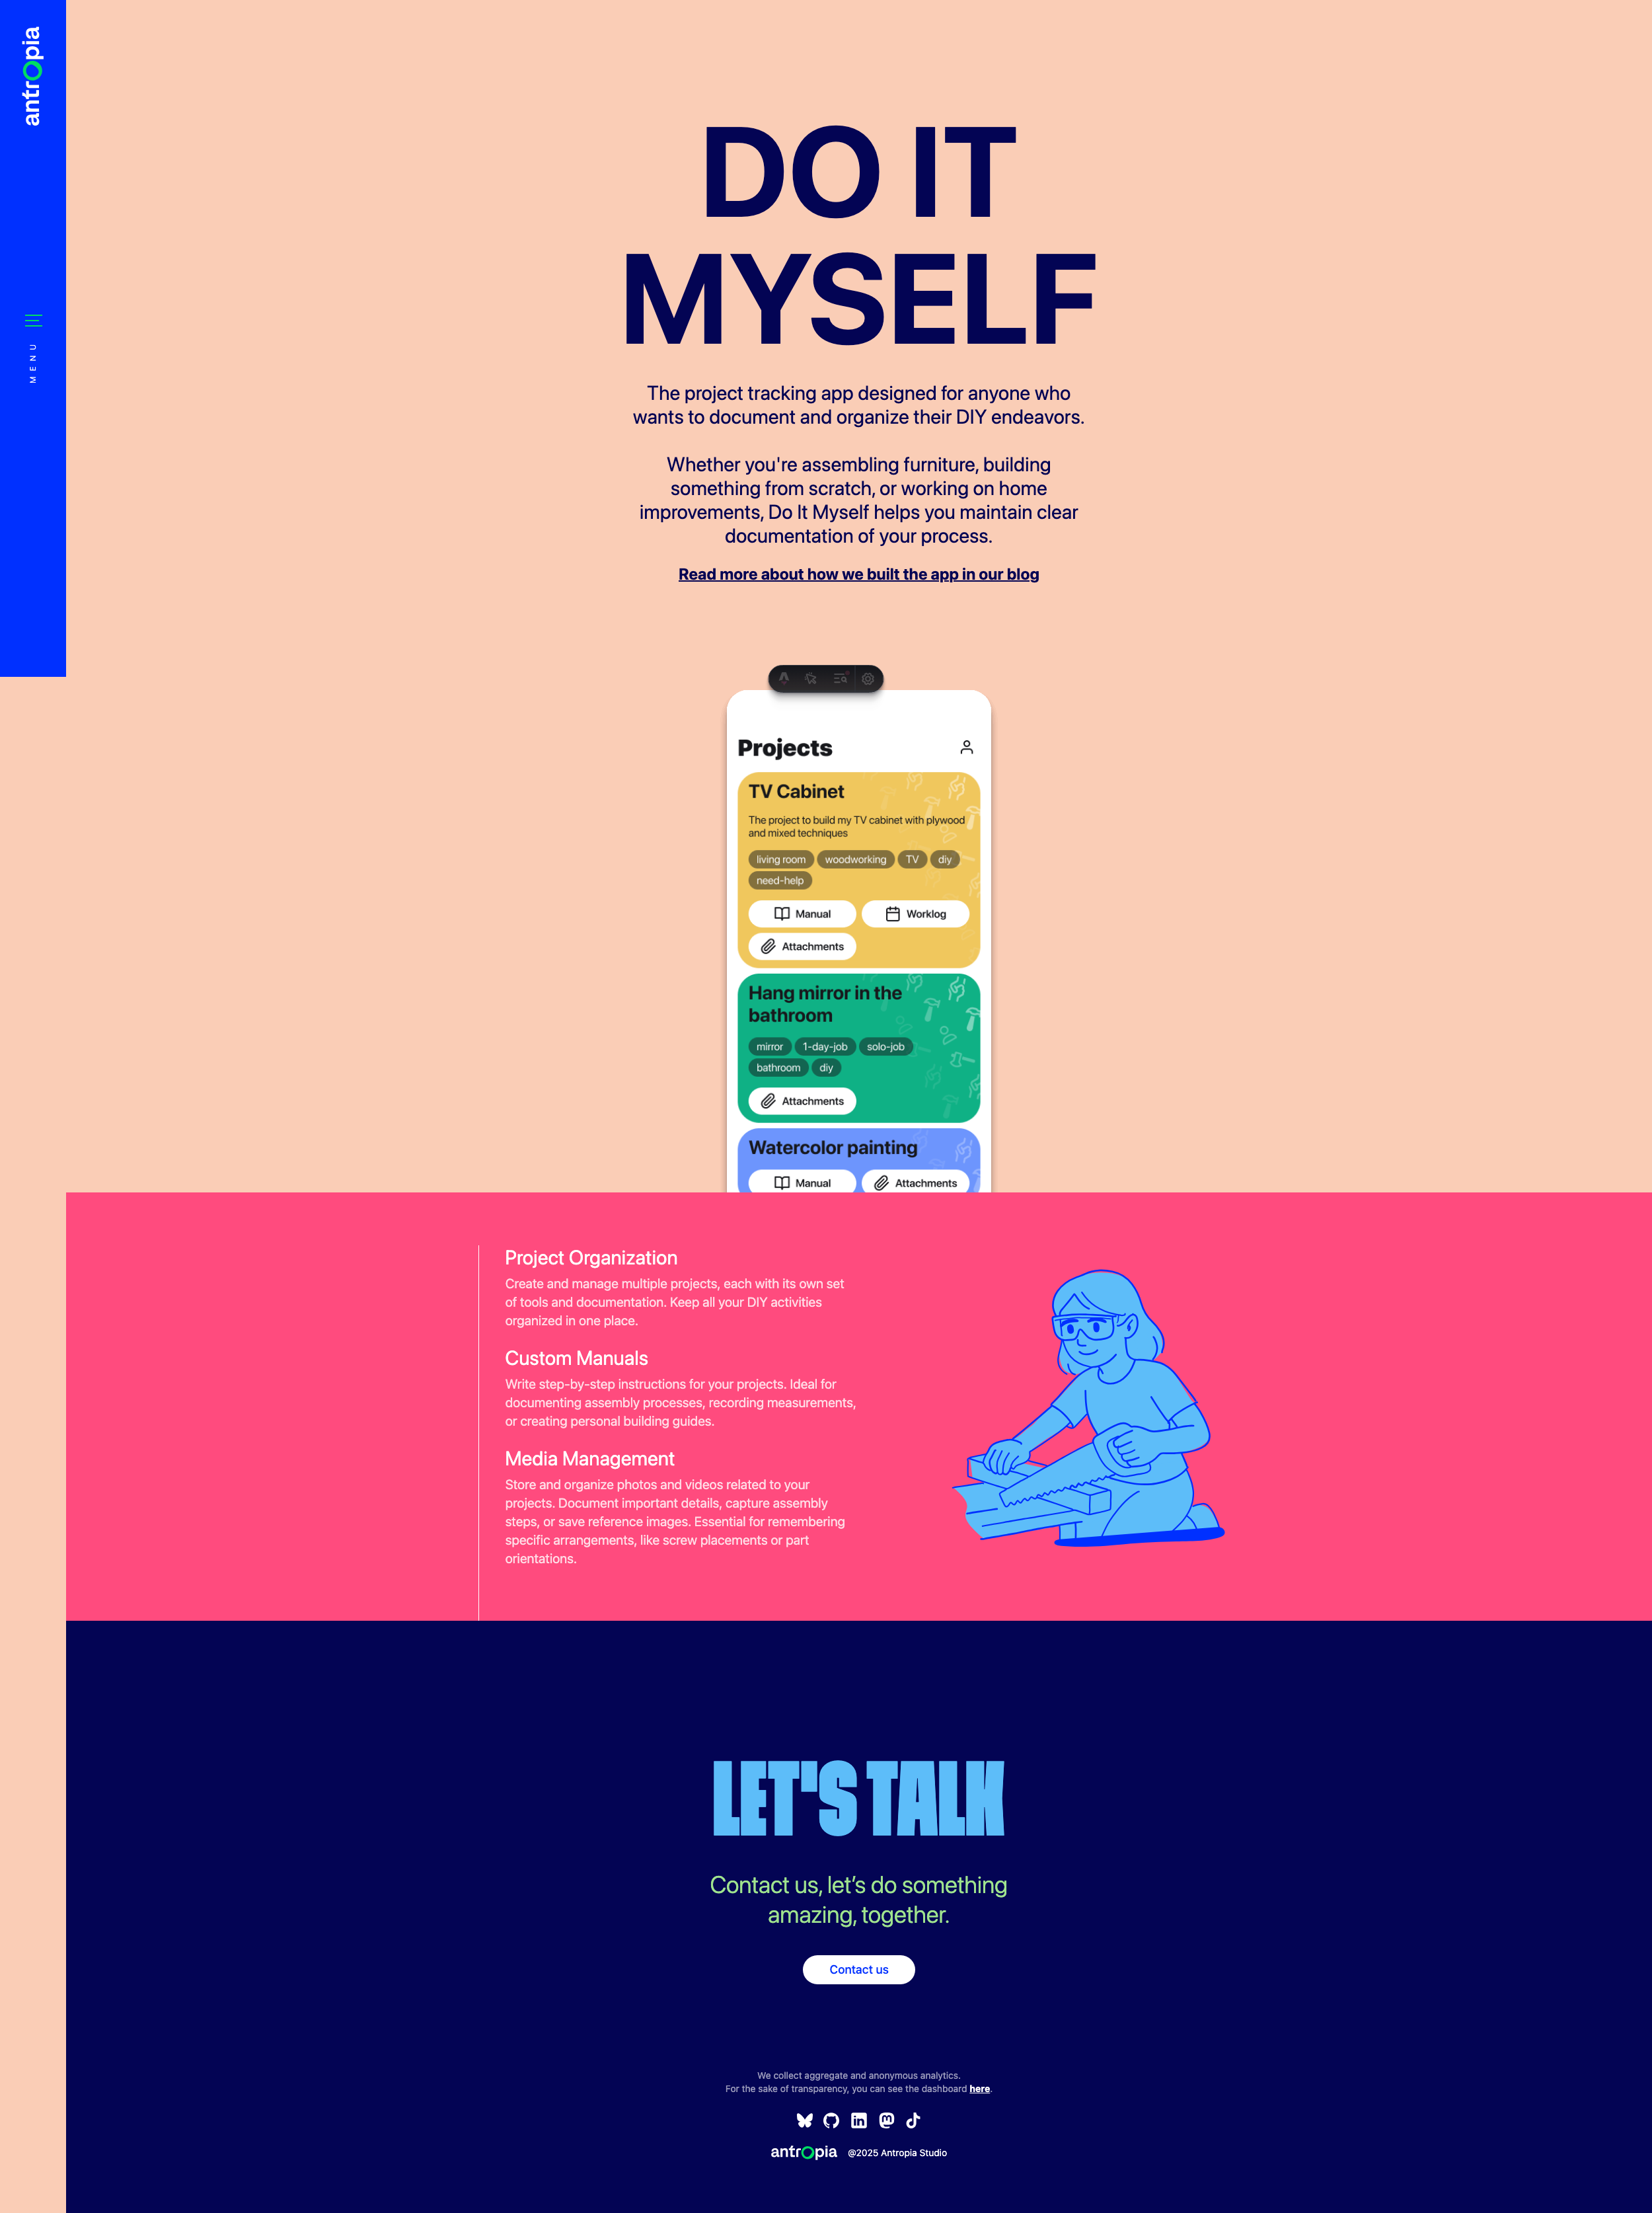 antropia
MENU
DO IT
MYSELF
The project tracking app designed for anyone who
wants to document and organize their DIY endeavors.
Whether you're assembling furniture, building
something from scratch, or working on home
improvements, Do It Myself helps you maintain clear
documentation of your process.
Read more about how we built the app in our blog
Projects
TV Cabinet
The project to build my TV cabinet with plywood
and mixed techniques
living room woodworking TV diy
need-help
Manual Worklog
Attachments
Hang mirror in the
bathroom
mirror 1-day-job solo-job
bathroom diy
Attachments
Watercolor painting
Manual Attachments
Project Organization
Create and manage multiple projects, each with its own set
of tools and documentation. Keep all your DIY activities
organized in one place.
Custom Manuals
Write step-by-step instructions for your projects. Ideal for
documenting assembly processes, recording measurements,
or creating personal building guides.
Media Management
Store and organize photos and videos related to your
projects. Document important details, capture assembly
steps, or save reference images. Essential for remembering
specific arrangements, like screw placements or part
orientations.
LET'S TALK
Contact us, let’s do something
amazing, together.
Contact us
We collect aggregate and anonymous analytics.
For the sake of transparency, you can see the dashboard here.
antropia @2025 Antropia Studio